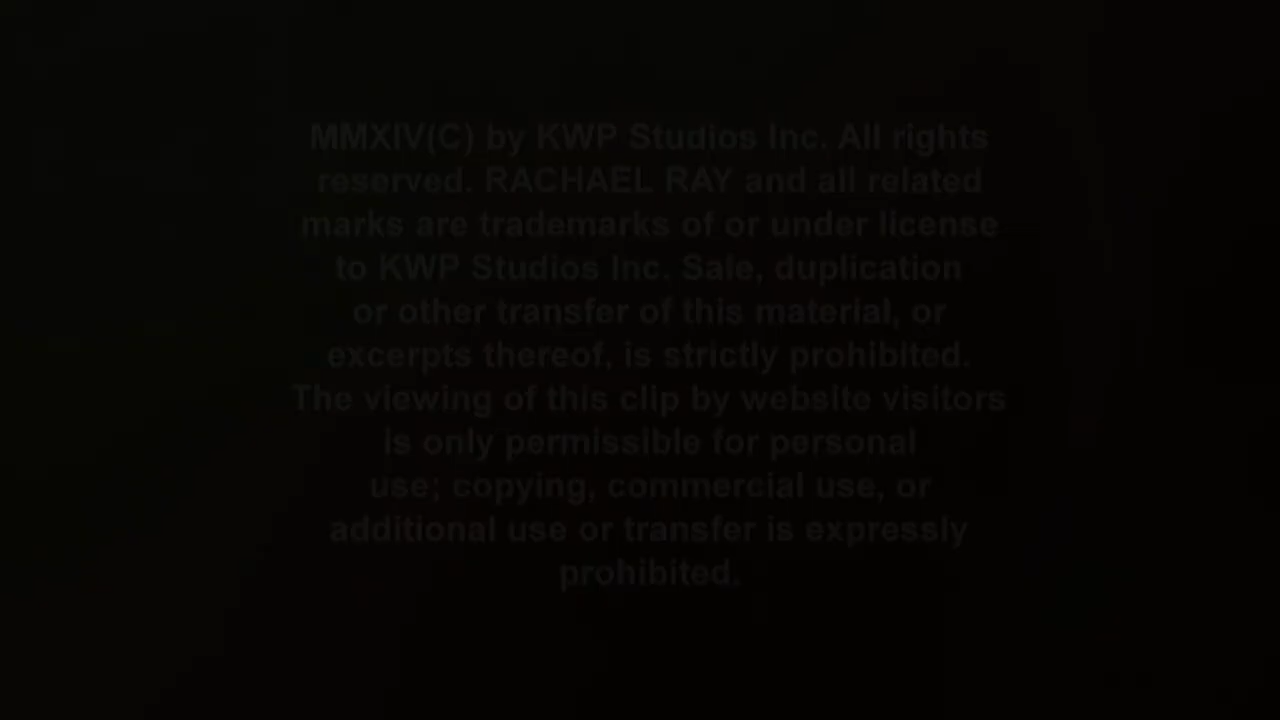 MMXIV(C) by KWP Studios Inc. All rights
reserved. RACHAEL RAY and all related
marks are trademarks of or under license
to KWP Studios Inc. Sale, duplication
or other transfer of this material, or
excerpts thereof, is strictly prohibited.
The viewing of this clip by website visitors
is only permissible for personal
use; copying, commercial use, or
additional use or transfer is expressly
prohibited.